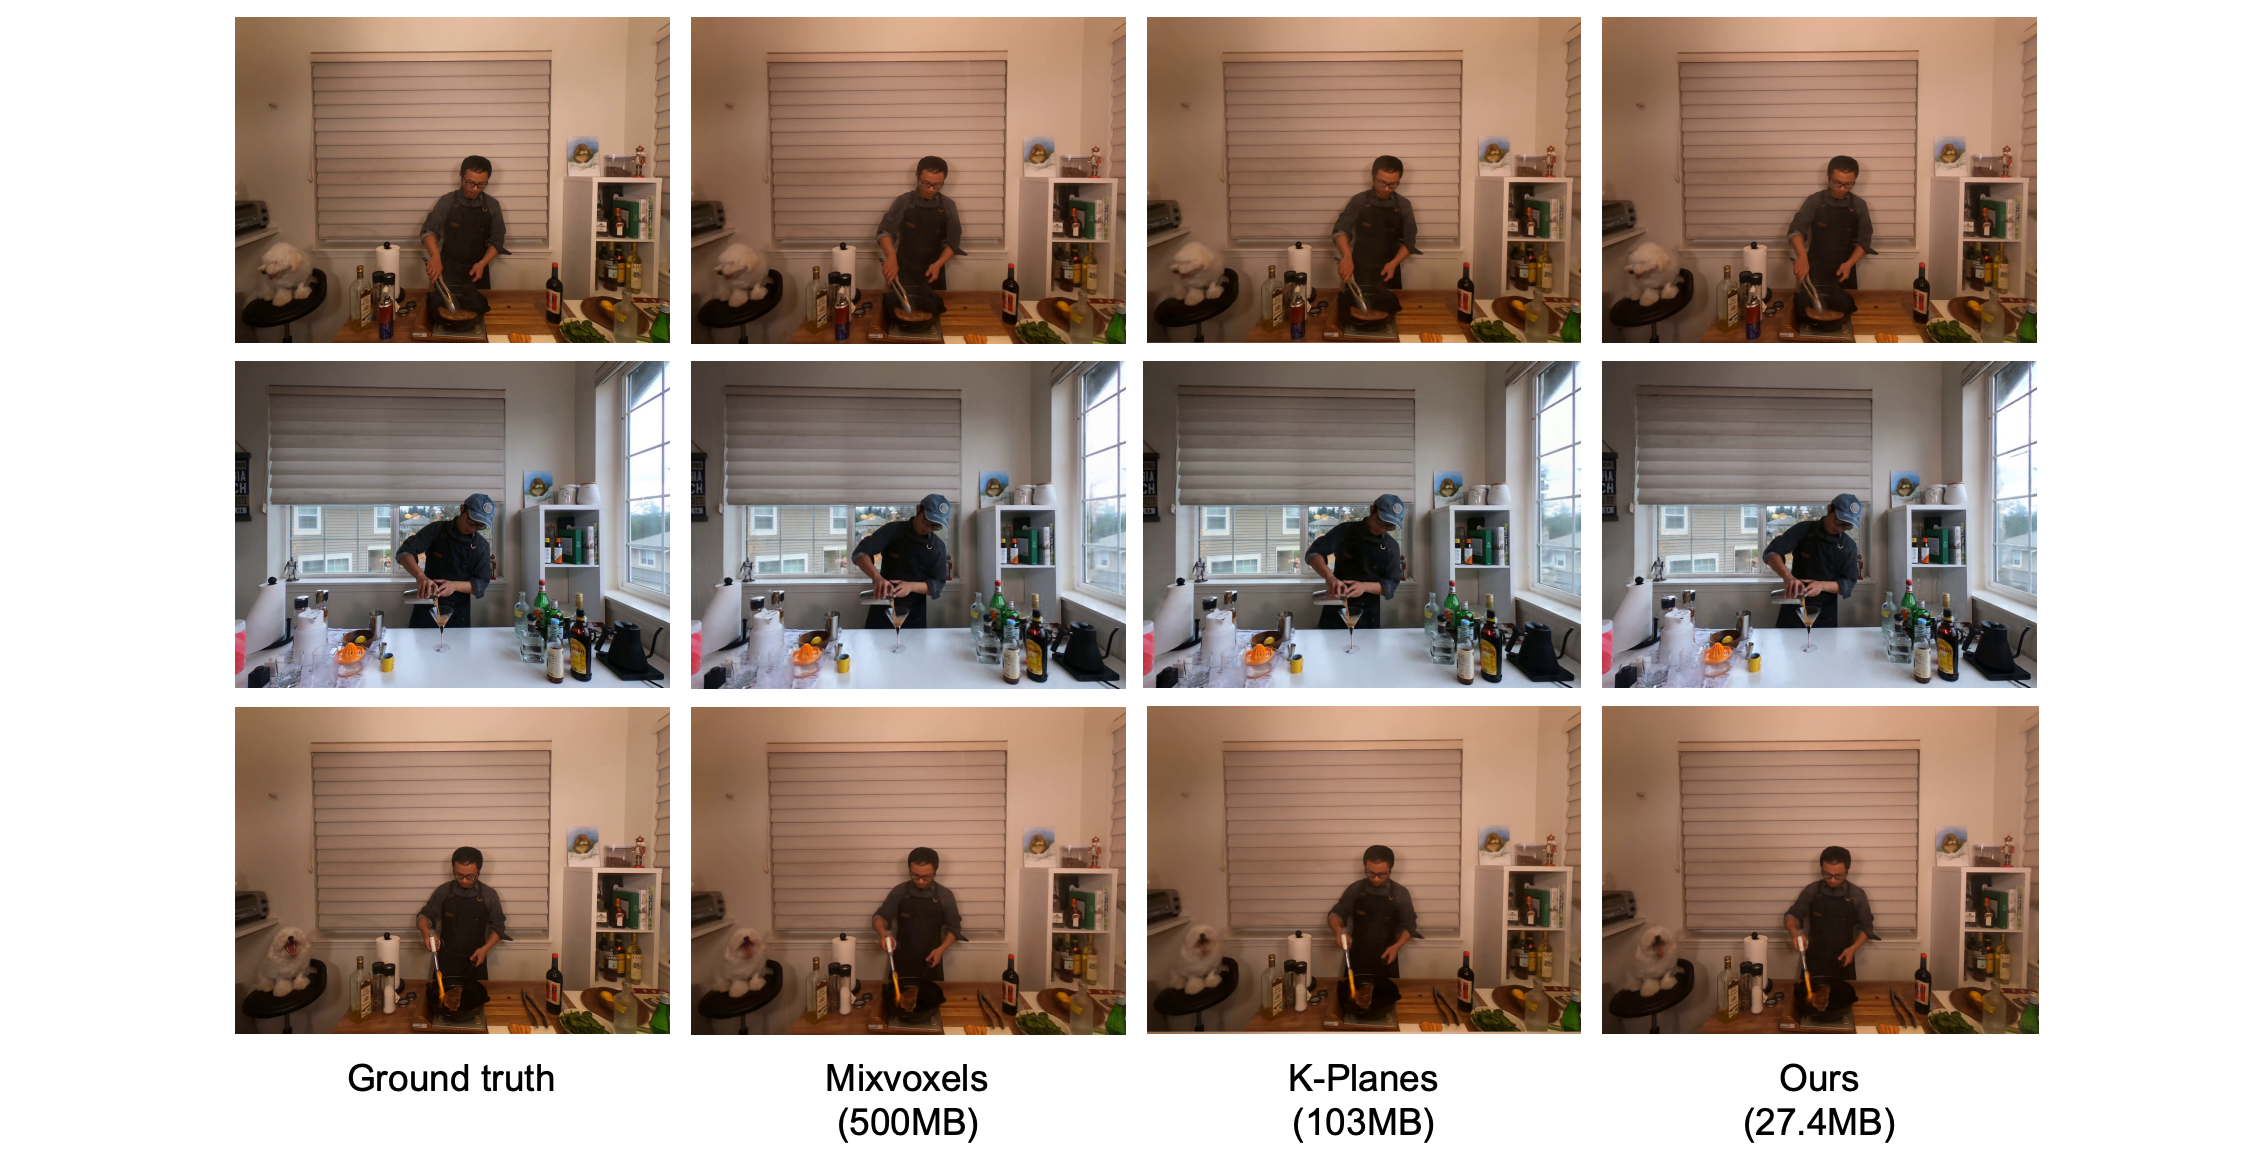 Ground truth
Mixvoxels
(500MB)
K-Planes
(103MB)
Ours
(27.4MB)